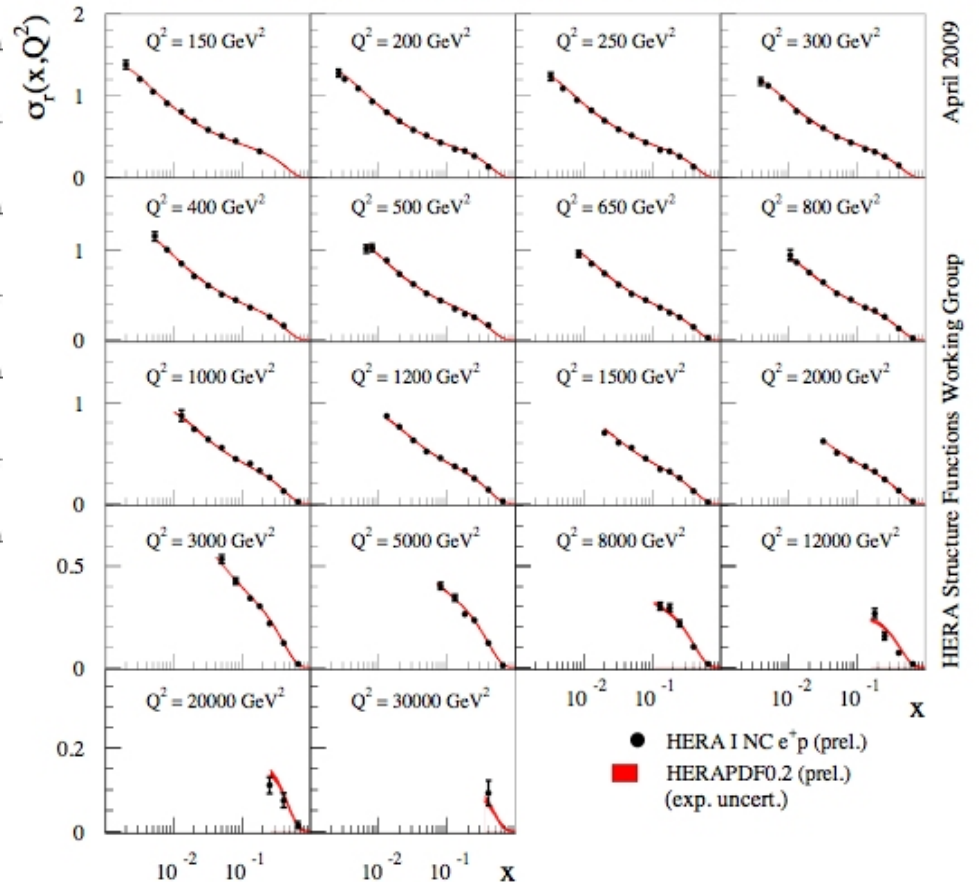 σr(x,Q²)
2
1
0
Q² = 150 GeV²
Q² = 200 GeV²
Q² = 250 GeV²
Q² = 300 GeV²
1
0
Q² = 400 GeV²
Q² = 500 GeV²
Q² = 650 GeV²
Q² = 800 GeV²
1
0
Q² = 1000 GeV²
Q² = 1200 GeV²
Q² = 1500 GeV²
Q² = 2000 GeV²
0.5
0
Q² = 3000 GeV²
Q² = 5000 GeV²
Q² = 8000 GeV²
Q² = 12000 GeV²
10⁻² 10⁻¹
10⁻² 10⁻¹
x
0.2
0
Q² = 20000 GeV²
Q² = 30000 GeV²
10⁻² 10⁻¹
10⁻² 10⁻¹
x
HERA I NC e⁺p (prel.)
HERAPDF0.2 (prel.)
(exp. uncert.)
April 2009
HERA Structure Functions Working Group